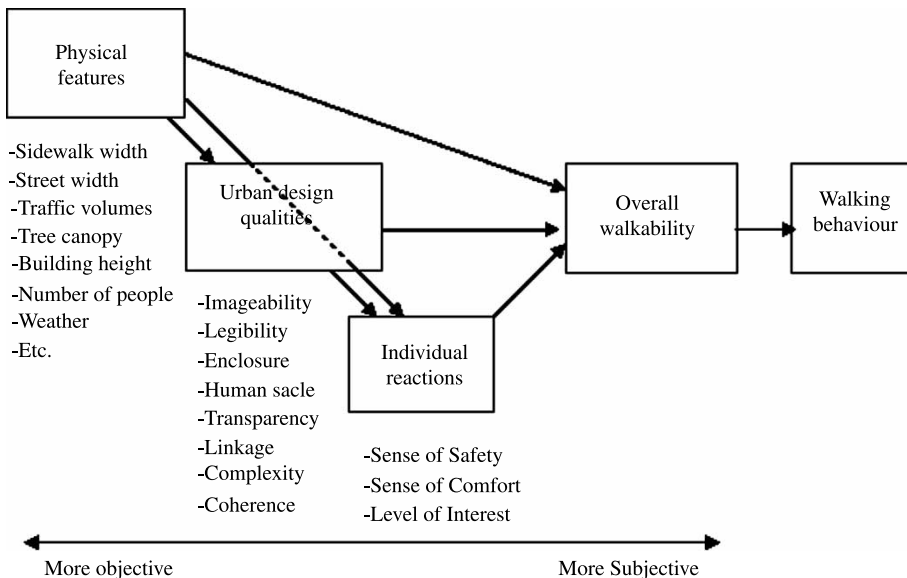 Physical
features
-Sidewalk width
-Street width
-Traffic volumes
-Tree canopy
-Building height
-Number of people
-Weather
-Etc.
Urban design
qualities
-Imageability
-Legibility
-Enclosure
-Human sacle
-Transparency
-Linkage
-Complexity
-Coherence
Individual
reactions
-Sense of Safety
-Sense of Comfort
-Level of Interest
Overall
walkability
Walking
behaviour
More objective
More Subjective